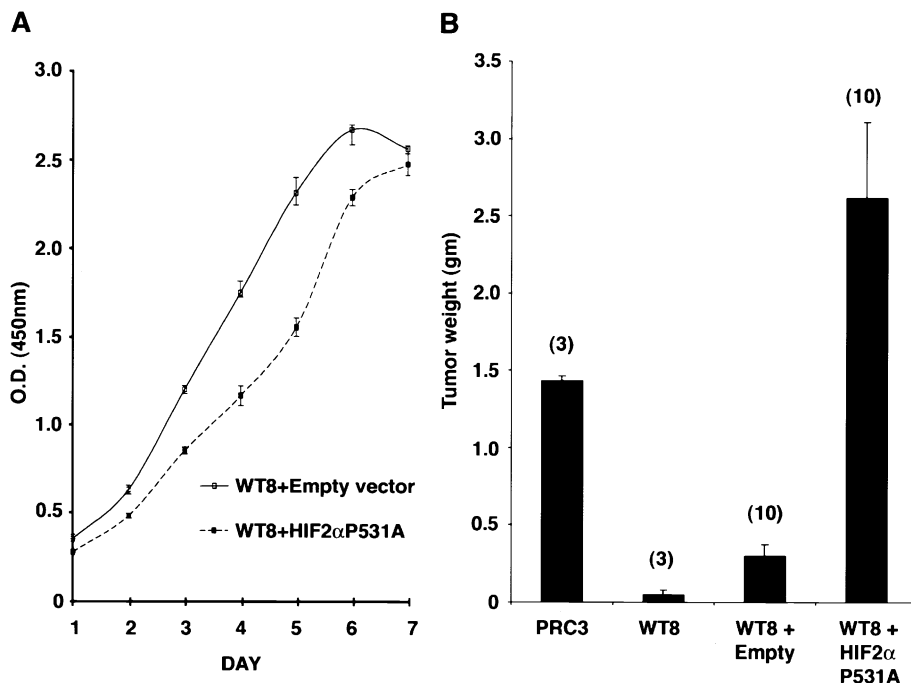 A
3.0
2.5
2.0
1.5
1.0
0.5
0
O.D. (450nm)
1 2 3 4 5 6 7
DAY
WT8+Empty vector
WT8+HIF2αP531A
B
3.5
3.0
2.5
2.0
1.5
1.0
0.5
0
Tumor weight (gm)
(3)
(3)
(10)
(10)
PRC3
WT8
WT8 +
Empty
WT8 +
HIF2α
P531A